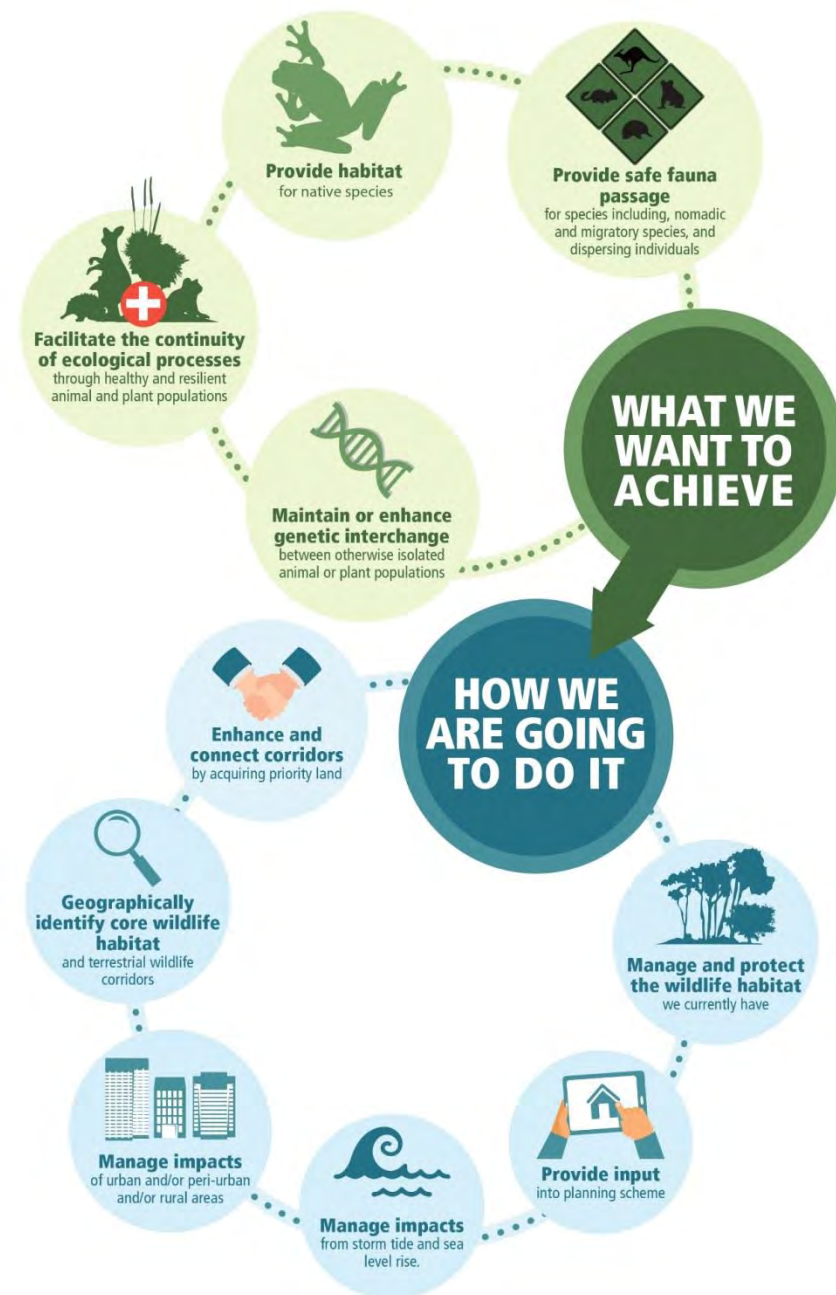 Provide habitat
for native species
Provide safe fauna
passage
for species including, nomadic
and migratory species, and
dispersing individuals
Facilitate the continuity
of ecological processes
through healthy and resilient
animal and plant populations
WHAT WE
WANT TO
ACHIEVE
Maintain or enhance
genetic interchange
between otherwise isolated
animal or plant populations
HOW WE
ARE GOING
TO DO IT
Enhance and
connect corridors
by acquiring priority land
Geographically
identify core wildlife
habitat
and terrestrial wildlife
corridors
Manage and protect
the wildlife habitat
we currently have
Manage impacts
of urban and/or peri-urban
and/or rural areas
Provide input
into planning scheme
Manage impacts
from storm tide and sea
level rise.